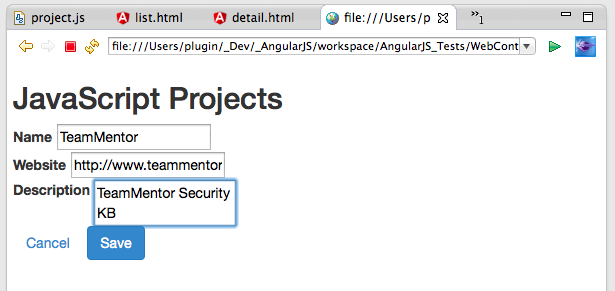 project.js
list.html
detail.html
file:///Users/p
»1
file:///Users/plugin/_Dev/_AngularJS/workspace/AngularJS_Tests/WebCont
JavaScript Projects
Name TeamMentor
Website http://www.teammentor
Description TeamMentor Security
KB
Cancel Save